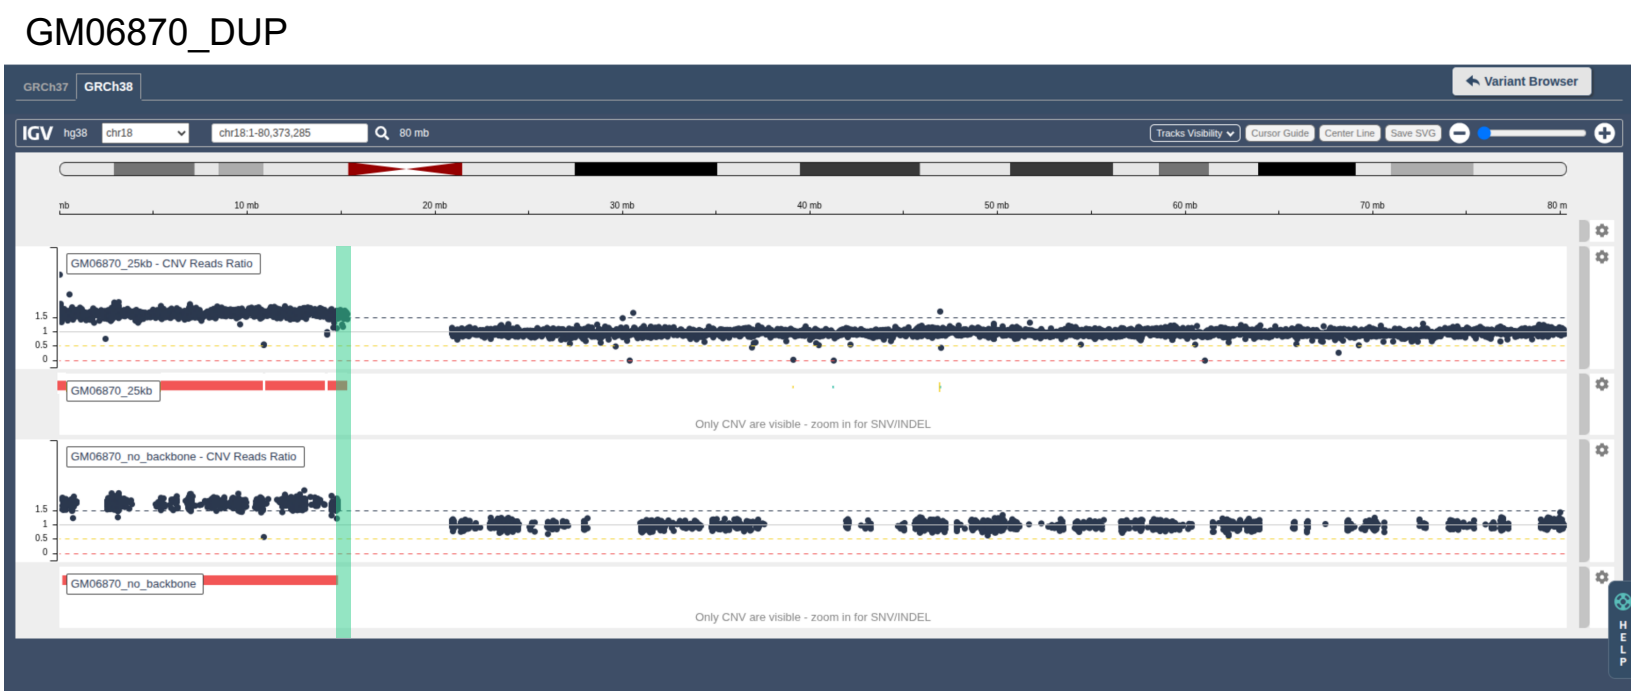 GM06870_DUP
GRCh37 GRCh38
Variant Browser
IGV hg38 chr18 chr18:1-80,373,285 80 mb
Tracks Visibility Cursor Guide Center Line Save SVG
mb 10 mb 20 mb 30 mb 40 mb 50 mb 60 mb 70 mb 80 m
GM06870_25kb - CNV Reads Ratio
1.5
1
0.5
0
GM06870_25kb
Only CNV are visible - zoom in for SNV/INDEL
GM06870_no_backbone - CNV Reads Ratio
1.5
1
0.5
0
GM06870_no_backbone
Only CNV are visible - zoom in for SNV/INDEL
HELP